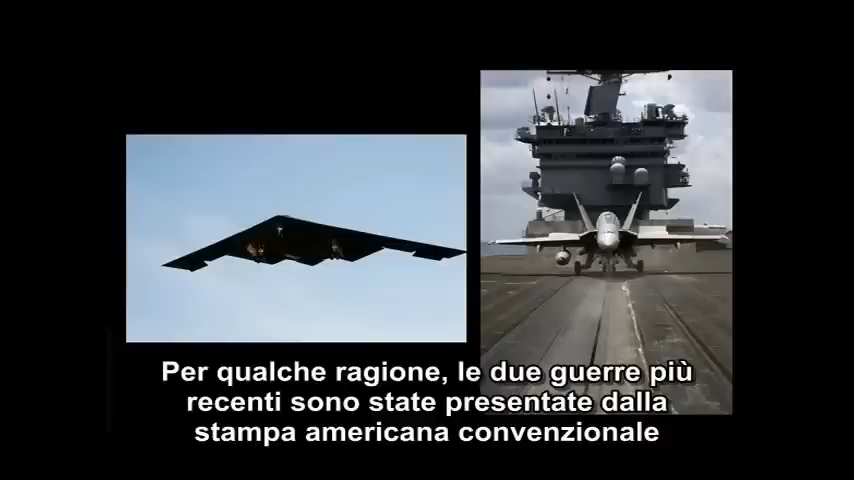 Per qualche ragione, le due guerre più
recenti sono state presentate dalla
stampa americana convenzionale